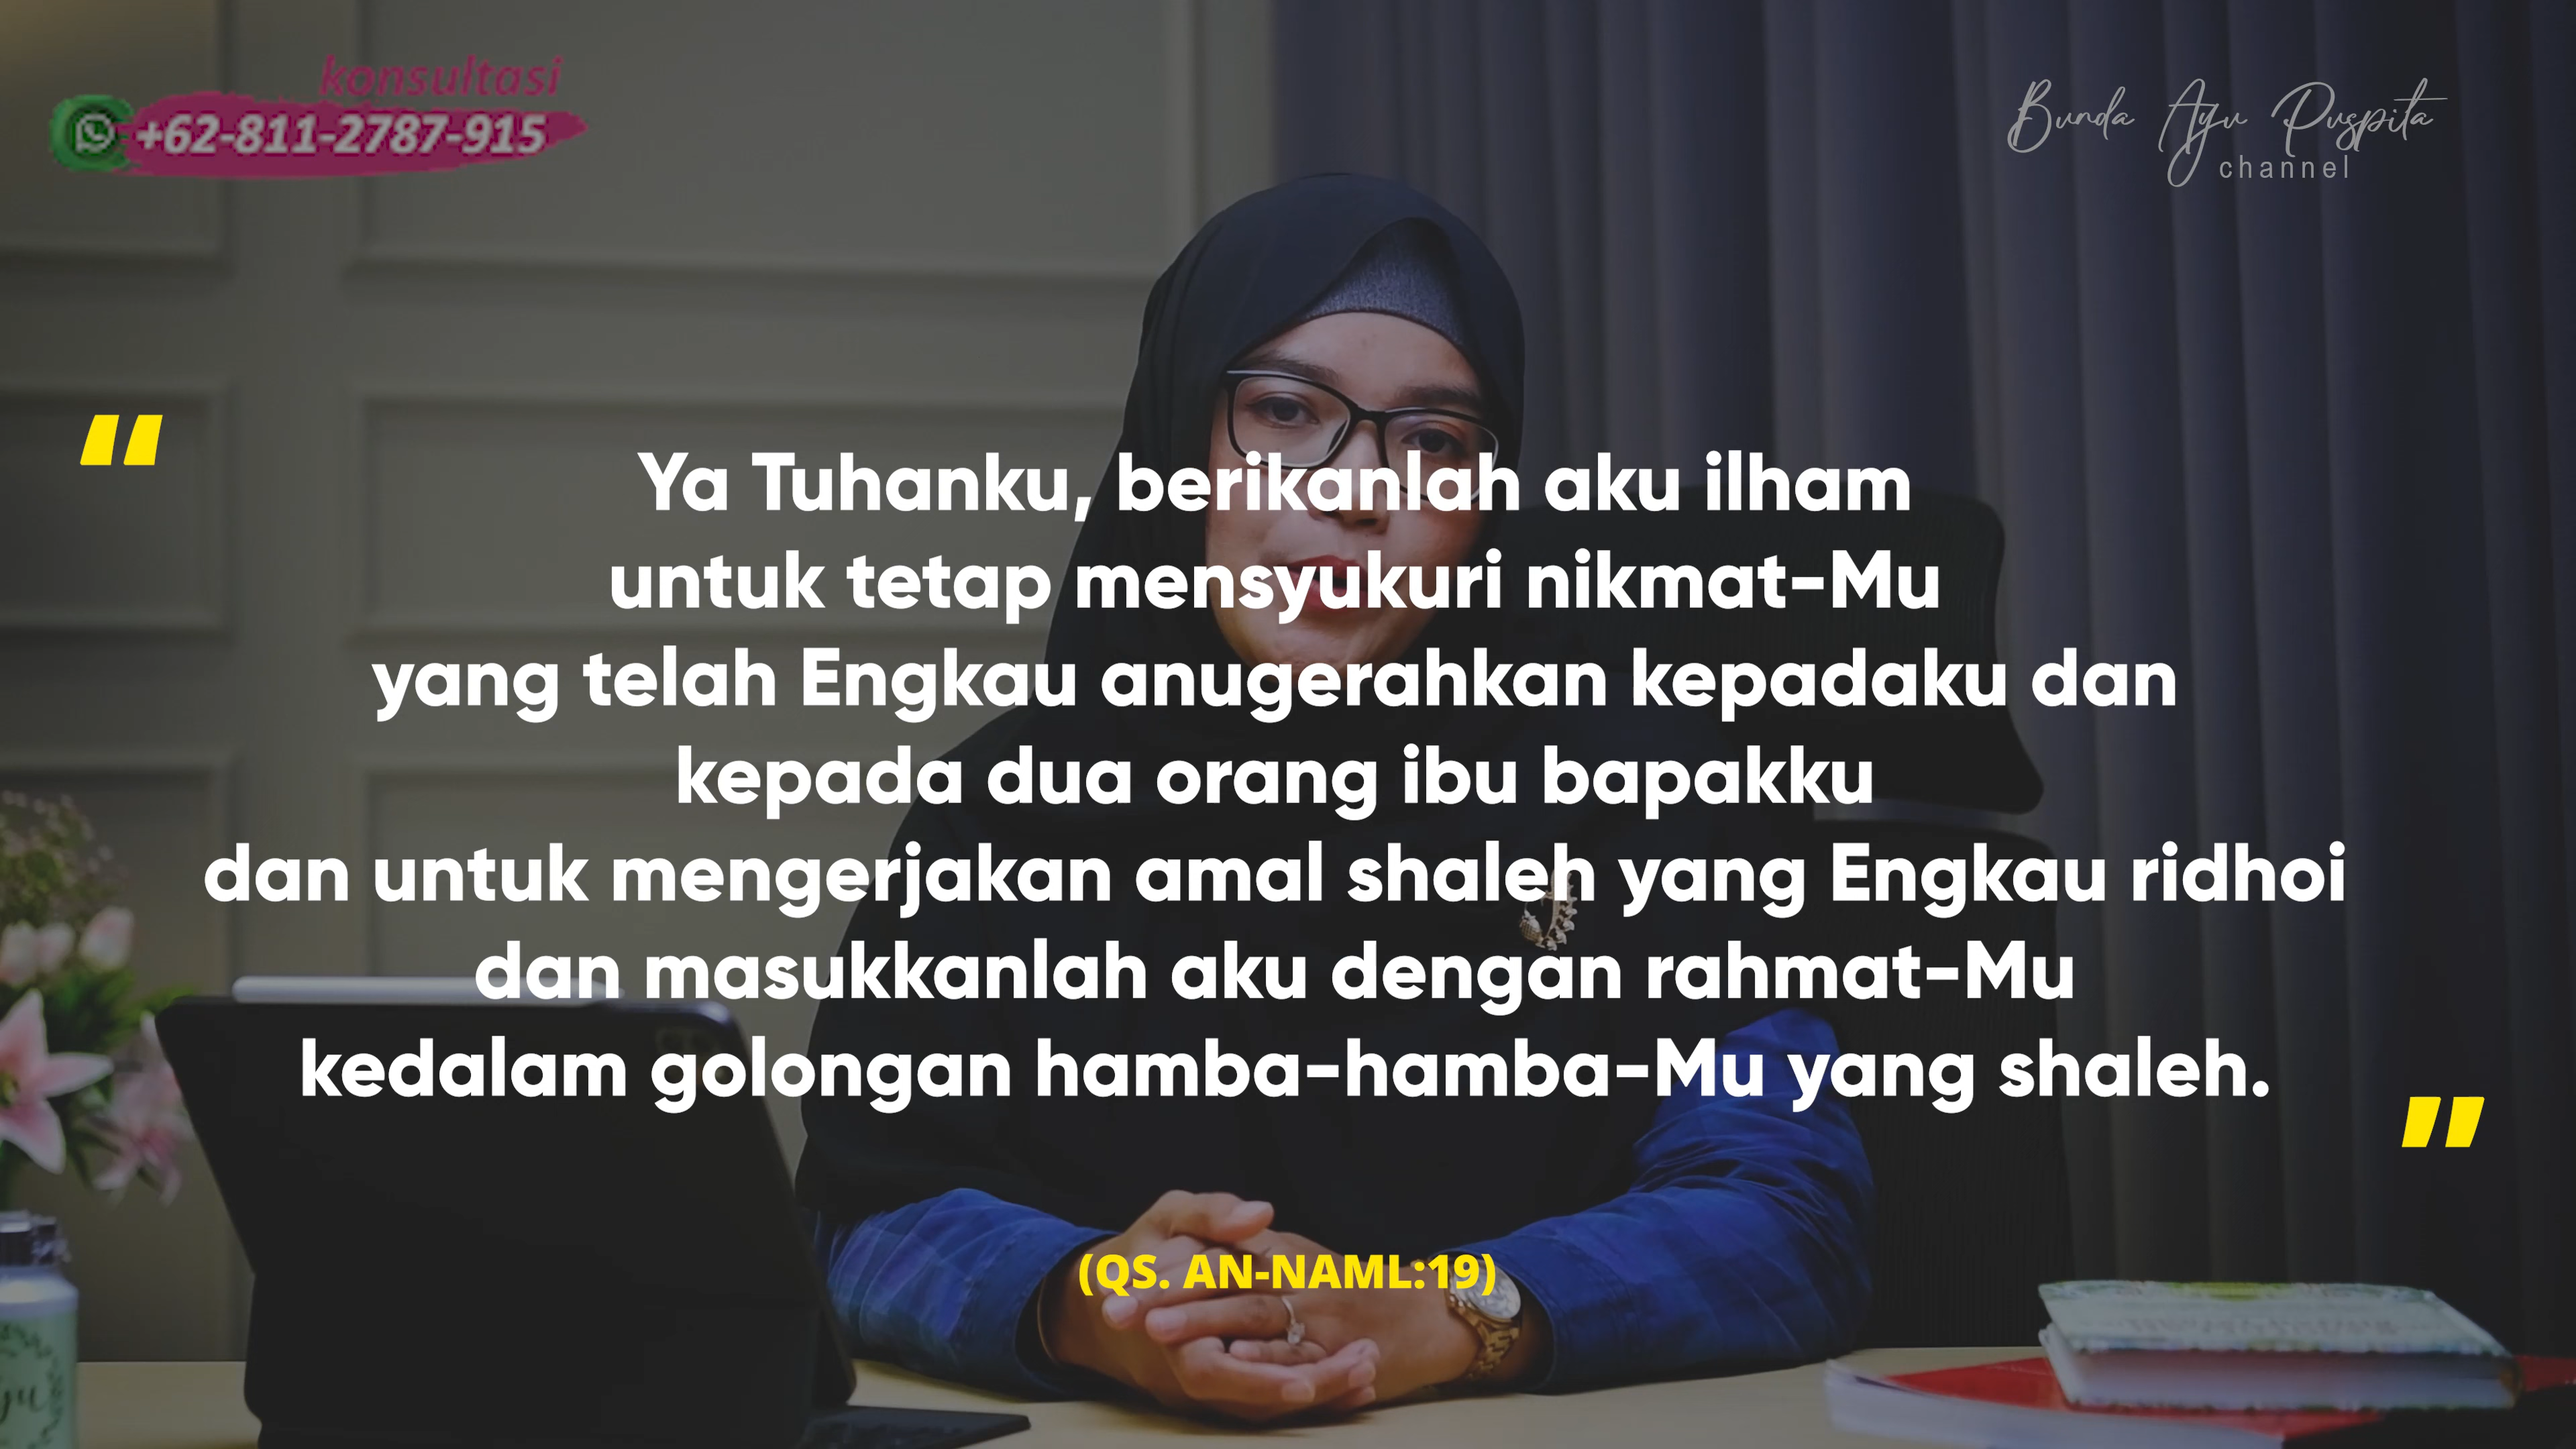 konsultasi
+62-811-2787-915
Bunda Ayu Puspita
channel
“
Ya Tuhanku, berikanlah aku ilham
untuk tetap mensyukuri nikmat-Mu
yang telah Engkau anugerahkan kepadaku dan
kepada dua orang ibu bapakku
dan untuk mengerjakan amal shaleh yang Engkau ridhoi
dan masukkanlah aku dengan rahmat-Mu
kedalam golongan hamba-hamba-Mu yang shaleh.
”
(QS. AN-NAML:19)